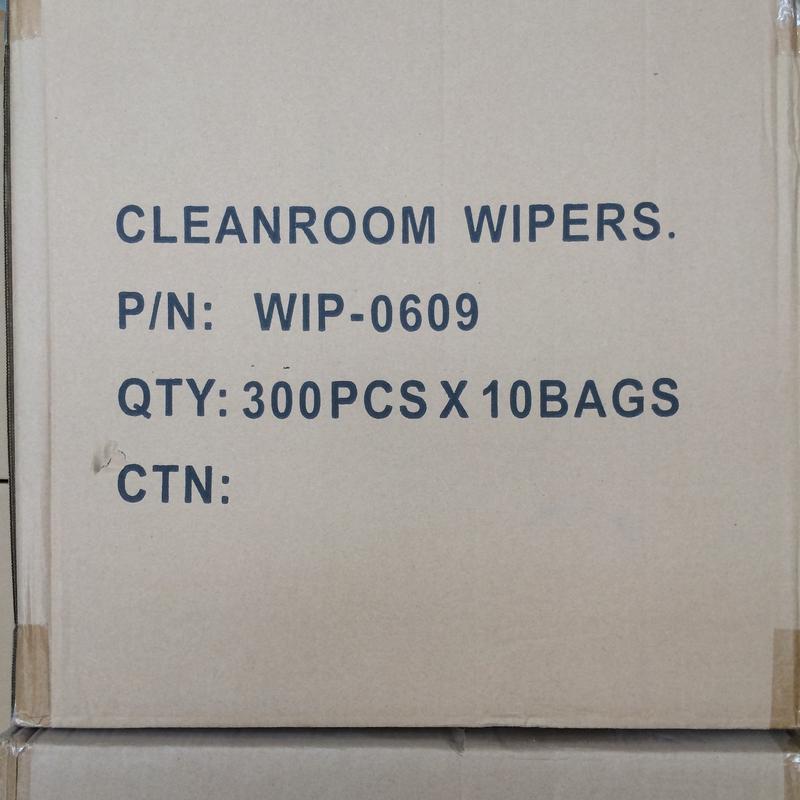 CLEANROOM WIPERS.
P/N: WIP-0609
QTY: 300PCS X 10BAGS
CTN: